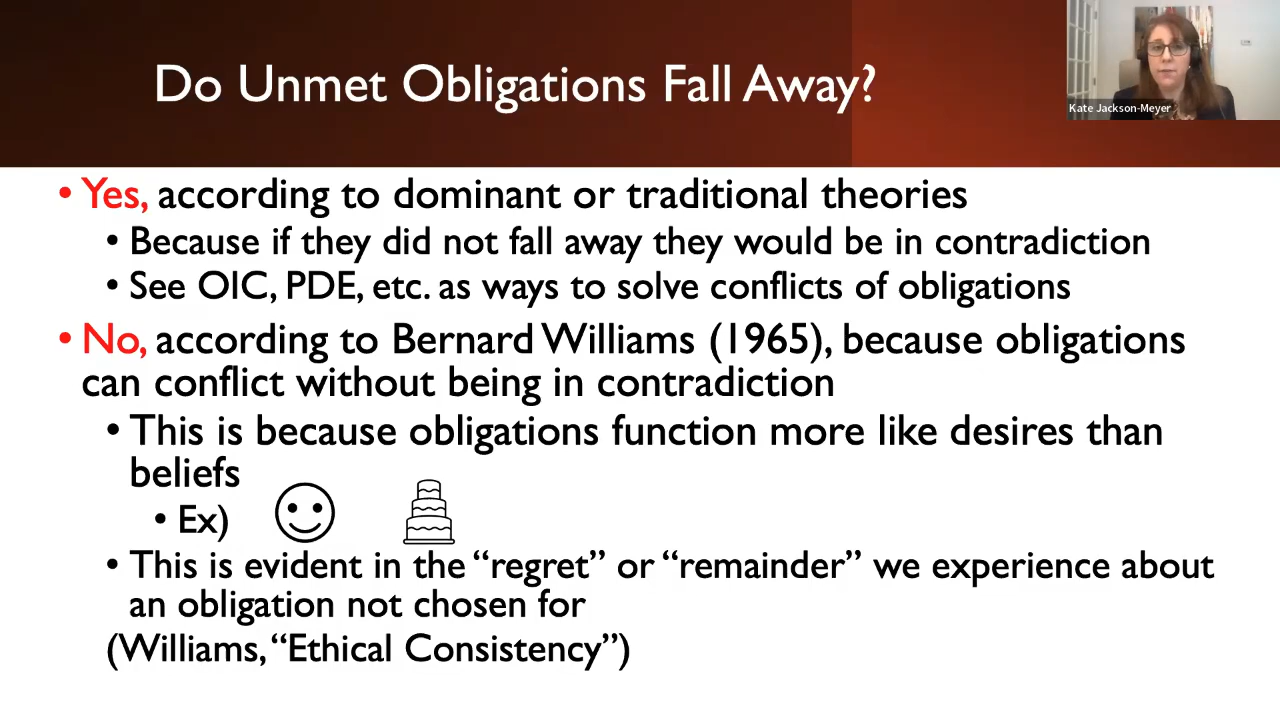 Do Unmet Obligations Fall Away?
Kate Jackson-Meyer
• Yes, according to dominant or traditional theories
• Because if they did not fall away they would be in contradiction
• See OIC, PDE, etc. as ways to solve conflicts of obligations
• No, according to Bernard Williams (1965), because obligations
can conflict without being in contradiction
• This is because obligations function more like desires than
beliefs
• Ex)
• This is evident in the “regret” or “remainder” we experience about
an obligation not chosen for
(Williams, “Ethical Consistency”)